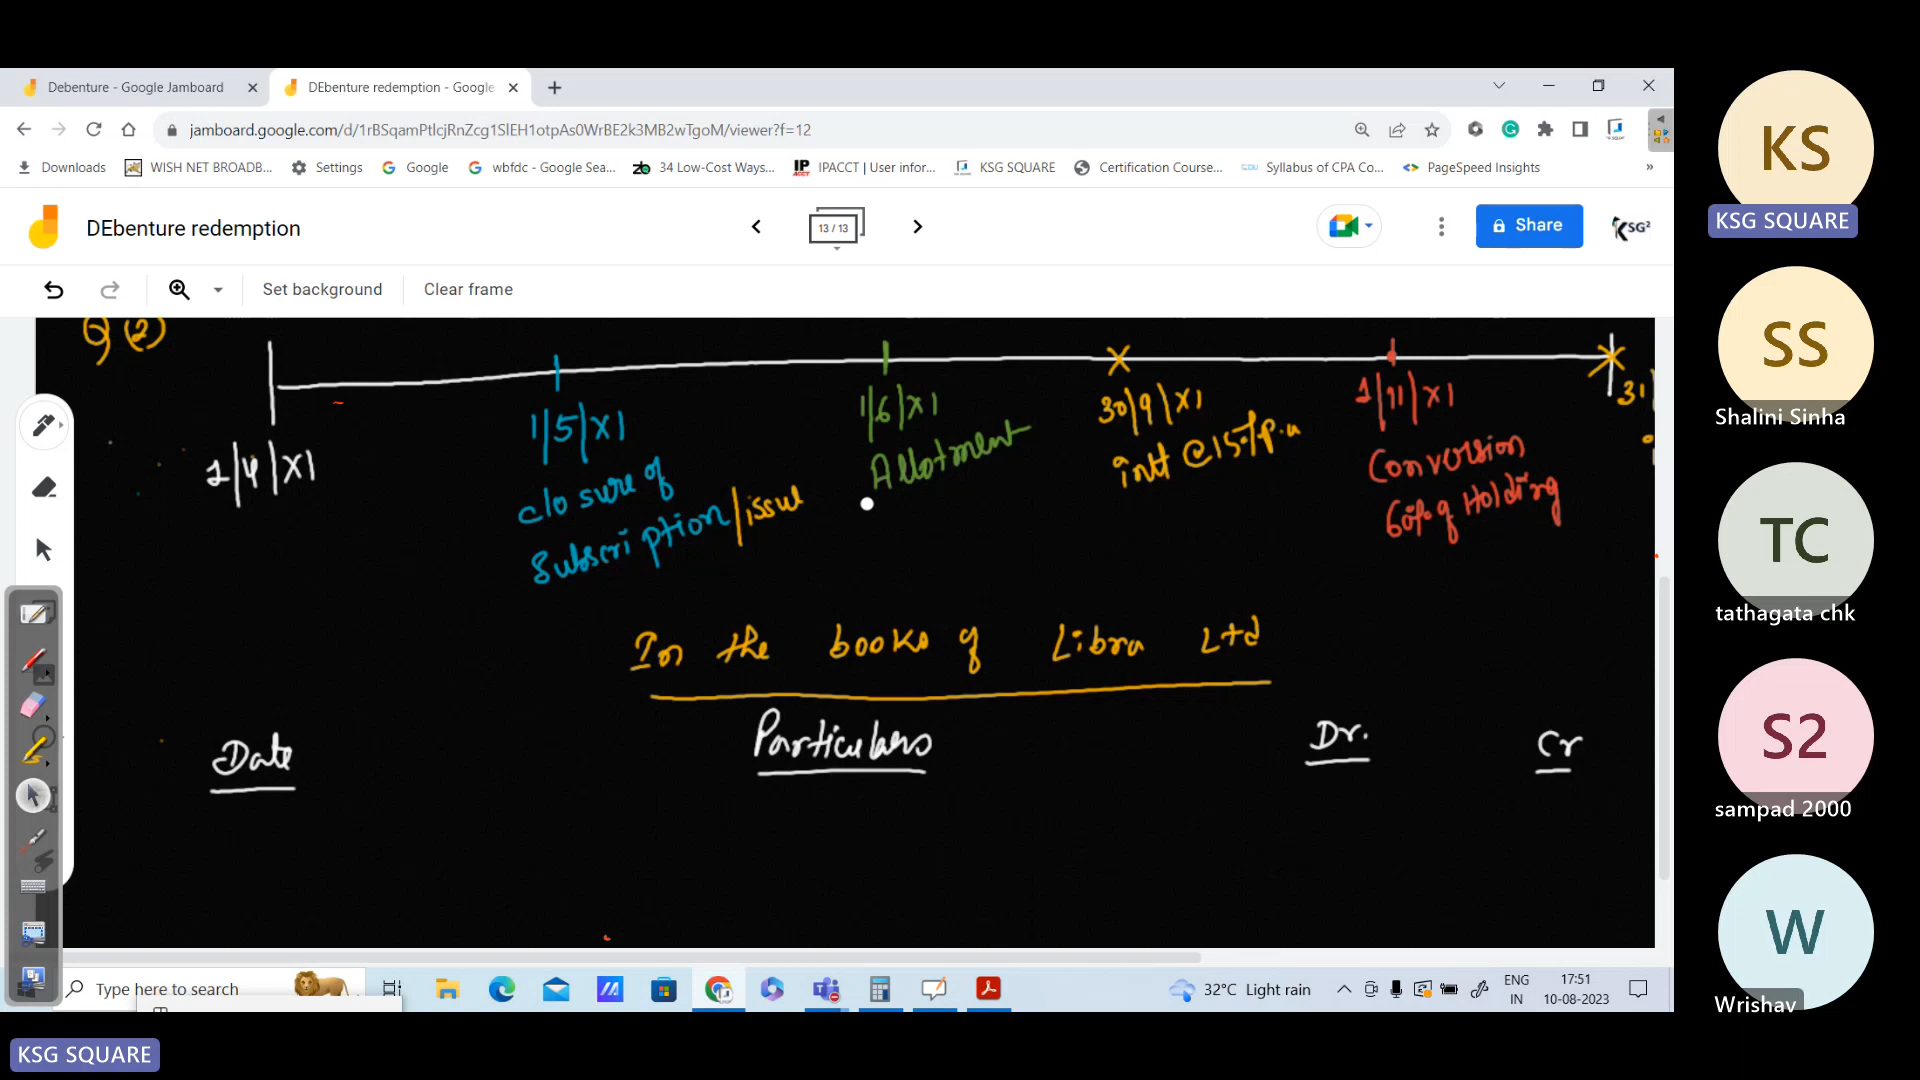 Debenture - Google Jamboard
DEbenture redemption - Google
jamboard.google.com/d/1rBSqamPtlcjRnZcg1SlEH1otpAs0WrBE2k3MB2wTgoM/viewer?f=12
Downloads
WISH NET BROADB...
Settings
Google
wbfdc - Google Sea...
34 Low-Cost Ways...
IPACCT | User infor...
KSG SQUARE
Certification Course...
Syllabus of CPA Co...
PageSpeed Insights
»
DEbenture redemption
13 / 13
Share
KSG²
Set background
Clear frame
Q (2)
1/4/X1
1/5/X1
closure of
Subscription/issue
1/6/X1
Allotment
30/9/X1
intt @ 15%p.a
1/11/X1
Conversion
60% of Holding
31/
In the books of Libra Ltd
Date
Particulars
Dr.
Cr
Type here to search
32°C Light rain
ENG
IN
17:51
10-08-2023
KS
KSG SQUARE
SS
Shalini Sinha
TC
tathagata chk
S2
sampad 2000
W
Wrishav
KSG SQUARE